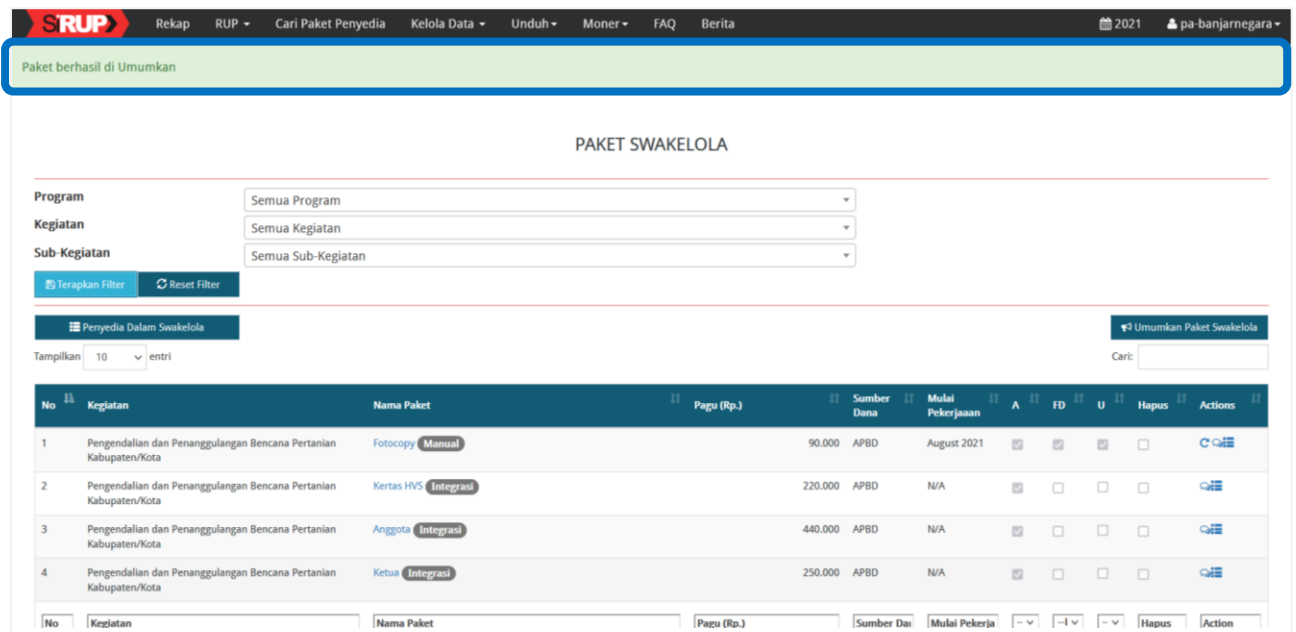 SiRUP Rekap RUP Cari Paket Penyedia Kelola Data Unduh Moner FAQ Berita 2021 pa-banjarnegara
Paket berhasil di Umumkan
PAKET SWAKELOLA
Program Semua Program
Kegiatan Semua Kegiatan
Sub-Kegiatan Semua Sub-Kegiatan
Terapkan Filter Reset Filter
Penyedia Dalam Swakelola Umumkan Paket Swakelola
Tampilkan 10 entri Cari:
No Kegiatan Nama Paket Pagu (Rp.) Sumber Dana Mulai Pekerjaaan A FD U Hapus Actions
1 Pengendalian dan Penanggulangan Bencana Pertanian Fotocopy Manual 90.000 APBD August 2021
Kabupaten/Kota
2 Pengendalian dan Penanggulangan Bencana Pertanian Kertas HVS Integrasi 220.000 APBD N/A
Kabupaten/Kota
3 Pengendalian dan Penanggulangan Bencana Pertanian Anggota Integrasi 440.000 APBD N/A
Kabupaten/Kota
4 Pengendalian dan Penanggulangan Bencana Pertanian Ketua Integrasi 250.000 APBD N/A
Kabupaten/Kota
No Kegiatan Nama Paket Pagu (Rp.) Sumber Dai Mulai Pekerja - -I - Hapus Action